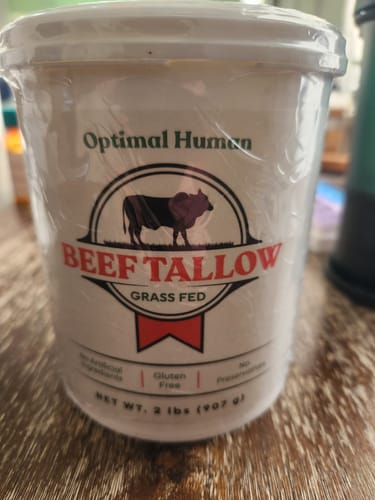 Optimal Human
BEEF TALLOW
GRASS FED
No Artificial
Ingredients
Gluten
Free
No
Preservatives
NET WT. 2 lbs (907 g)